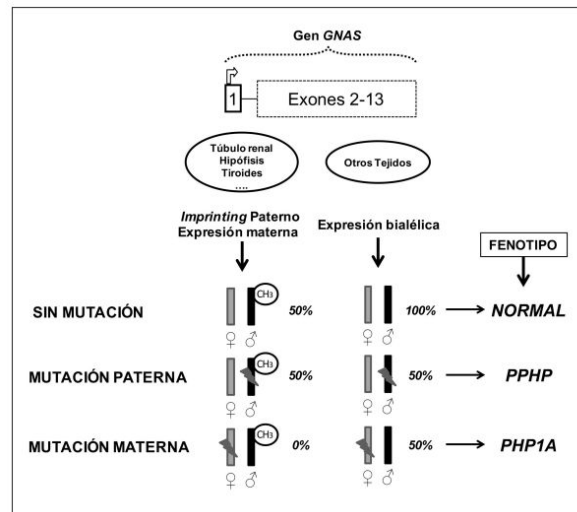 Gen GNAS
1
Exones 2-13
Túbulo renal
Hipófisis
Tiroides
....
Otros Tejidos
Imprinting Paterno
Expresión materna
Expresión bialélica
FENOTIPO
SIN MUTACIÓN
CH₃
50%
100%
NORMAL
♀ ♂
♀ ♂
MUTACIÓN PATERNA
CH₃
50%
50%
PPHP
♀ ♂
♀ ♂
MUTACIÓN MATERNA
CH₃
0%
50%
PHP1A
♀ ♂
♀ ♂